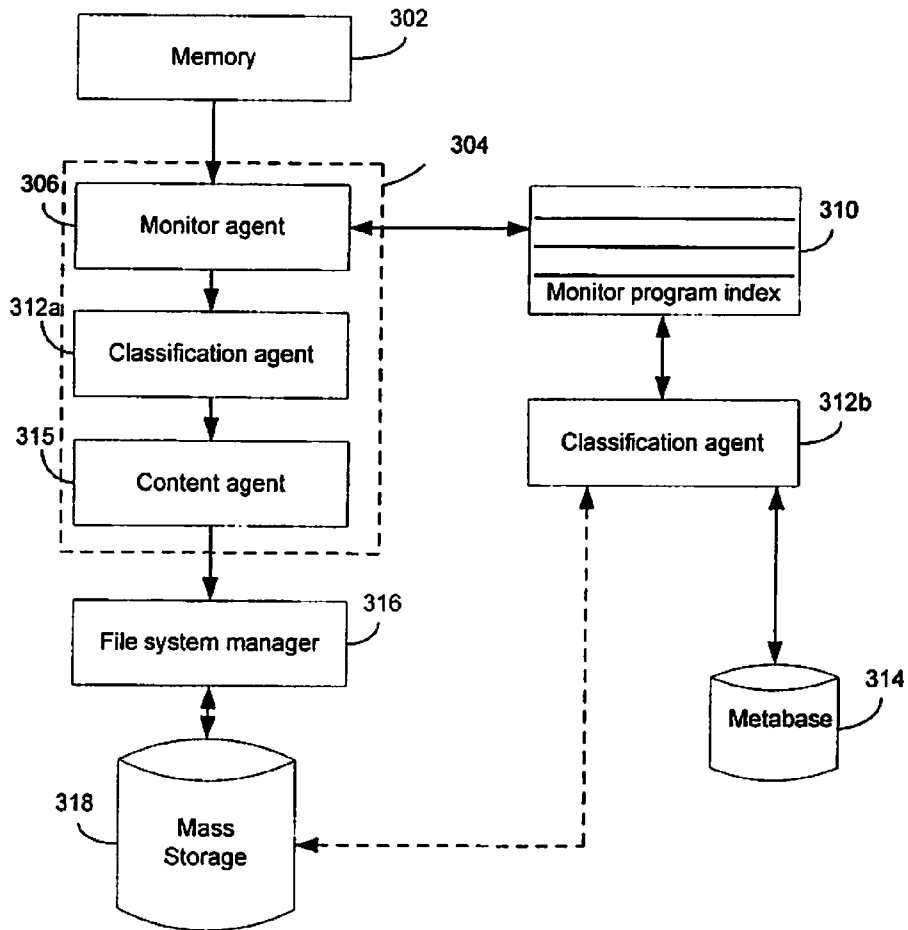 302
Memory
304
306
Monitor agent
310
Monitor program index
312a
Classification agent
312b
Classification agent
315
Content agent
316
File system manager
314
Metabase
318
Mass
Storage